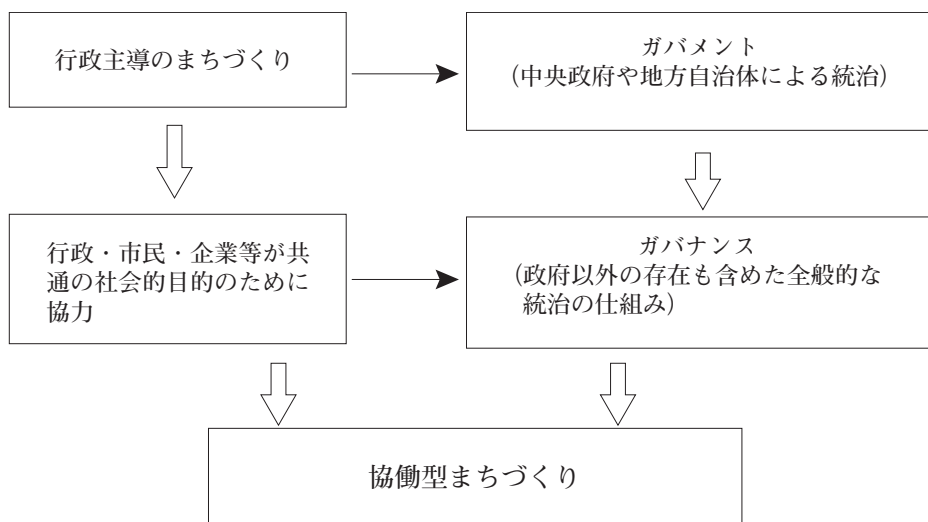 行政主導のまちづくり
ガバメント
（中央政府や地方自治体による統治）
行政・市民・企業等が共
通の社会的目的のために
協力
ガバナンス
（政府以外の存在も含めた全般的な
統治の仕組み）
協働型まちづくり